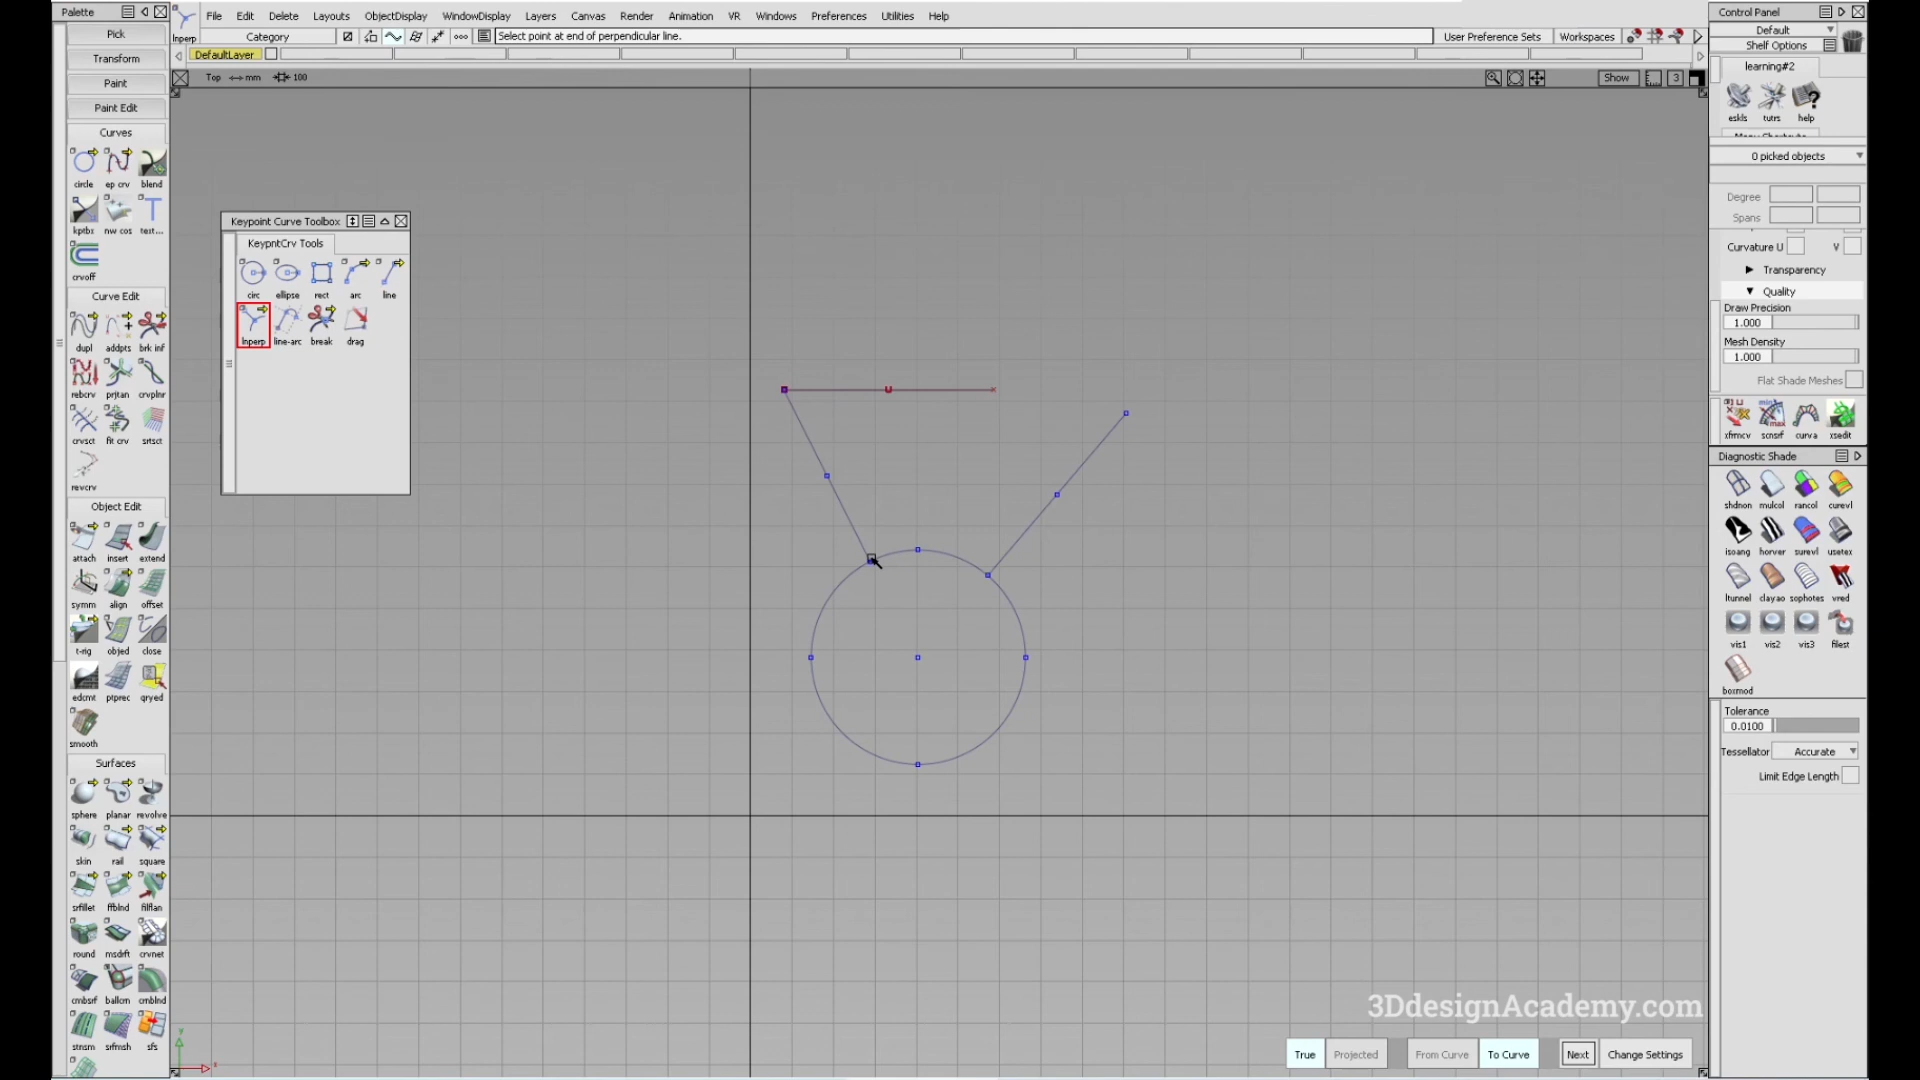 Palette
File Edit Delete Layouts ObjectDisplay WindowDisplay Layers Canvas Render Animation VR Windows Preferences Utilities Help
Control Panel
Pick
lnperp
Category
Select point at end of perpendicular line.
User Preference Sets
Workspaces
Default
Shelf Options
DefaultLayer
Transform
Top mm 100
Show
3
learning#2
Paint
Paint Edit
eskls tutrs help
Curves
0 picked objects
circle ep crv blend
kptbx nw cos text...
crvoff
Degree
Spans
Curvature U V
Transparency
Quality
Draw Precision
1.000
Mesh Density
1.000
Flat Shade Meshes
Keypoint Curve Toolbox
KeypntCrv Tools
circ ellipse rect arc line
lnperp line-arc break drag
Curve Edit
dupl addpts brk inf
rebcrv prjtan crvplnr
crvsct fit crv srtsct
revcrv
xfrmcv scnsrf curva xsedit
Diagnostic Shade
shdnon mulcol rancol curevl
isoang horver surevl usetex
ltunnel clayao sophotes vred
vis1 vis2 vis3 filest
boxmod
Tolerance
0.0100
Tessellator Accurate
Limit Edge Length
Object Edit
attach insert extend
symm align offset
t-rig objed close
edcmt ptprec qryed
smooth
Surfaces
sphere planar revolve
skin rail square
srfillet ffblnd filflan
round msdrft crvnet
cmbsrf ballcrn cmblnd
stnsm srfmsh sfs
U
3DdesignAcademy.com
True Projected From Curve To Curve Next Change Settings